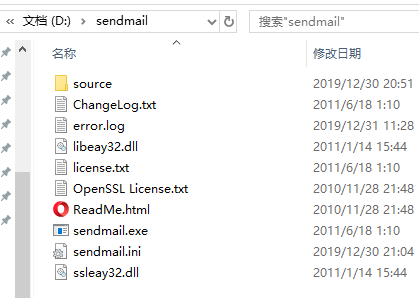 « 文档 (D:) › sendmail 搜索"sendmail"
名称 修改日期
source 2019/12/30 20:51
ChangeLog.txt 2011/6/18 1:10
error.log 2019/12/31 11:28
libeay32.dll 2011/1/14 15:44
license.txt 2011/6/18 1:10
OpenSSL License.txt 2010/11/28 21:48
ReadMe.html 2010/11/28 21:48
sendmail.exe 2011/6/18 1:10
sendmail.ini 2019/12/30 21:04
ssleay32.dll 2011/1/14 15:44